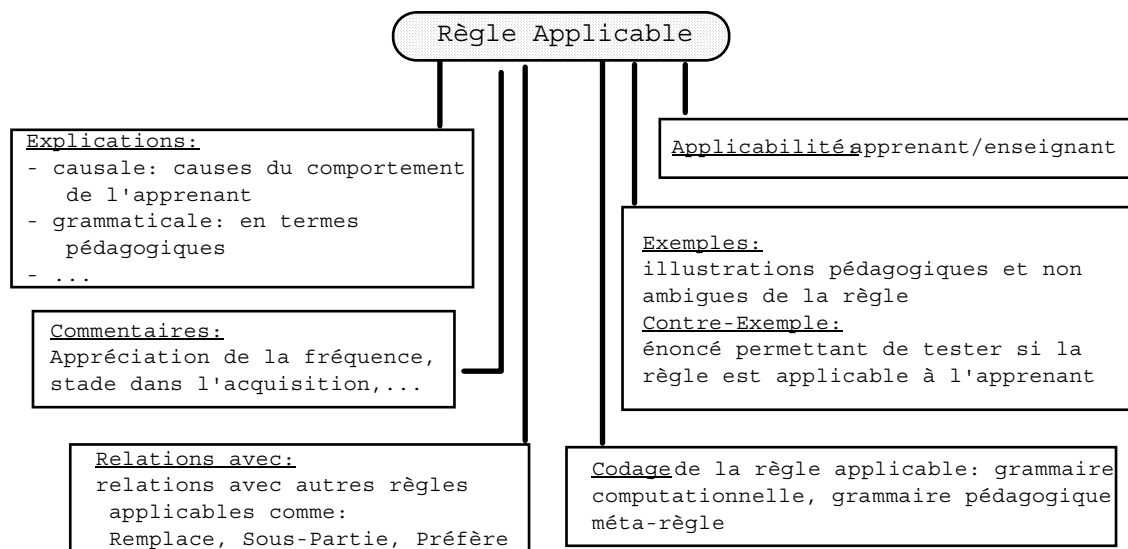 Règle Applicable
Explications:
- causale: causes du comportement
de l'apprenant
- grammaticale: en termes
pédagogiques
- ...
Commentaires:
Appréciation de la fréquence,
stade dans l'acquisition,...
Relations avec:
relations avec autres règles
applicables comme:
Remplace, Sous-Partie, Préfère
Applicabilité:apprenant/enseignant
Exemples:
illustrations pédagogiques et non
ambigues de la règle
Contre-Exemple:
énoncé permettant de tester si la
règle est applicable à l'apprenant
Codage de la règle applicable: grammaire
computationnelle, grammaire pédagogique
méta-règle